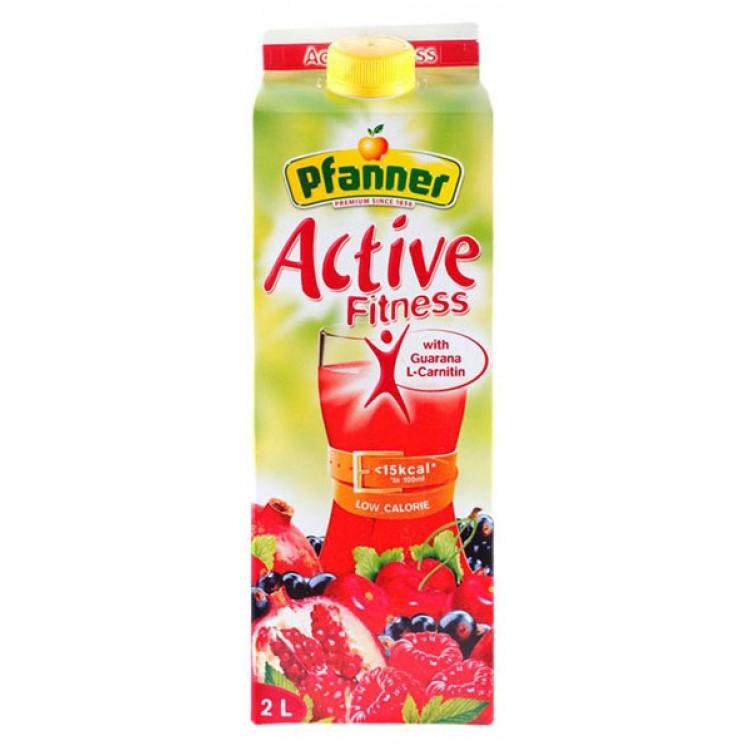 Pfanner
PREMIUM SINCE 1856
Active
Fitness
with
Guarana
L-Carnitin
<15kcal*
*in 100ml
LOW CALORIE
2 L